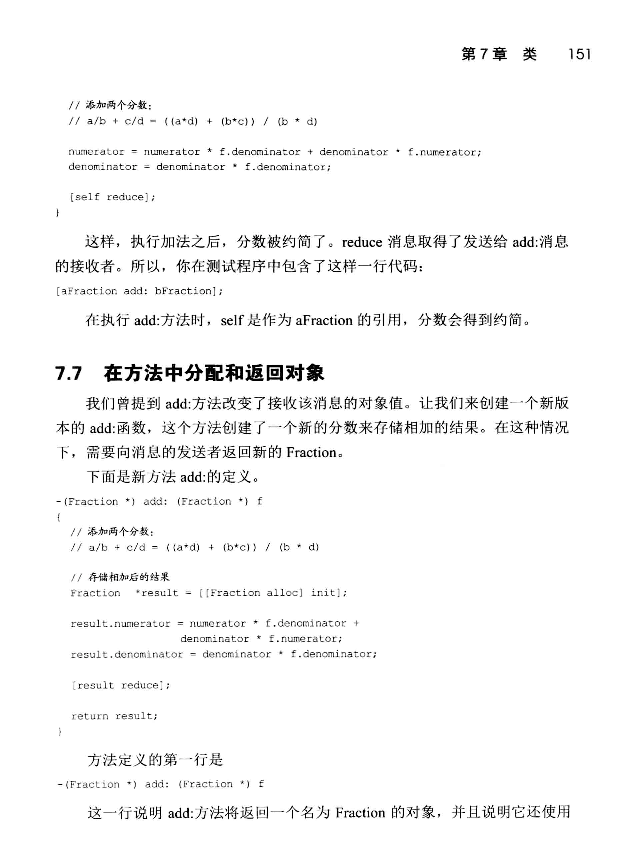 第7章 类 151
// 添加两个分数:
// a/b + c/d = ((a*d) + (b*c)) / (b * d)
numerator = numerator * f.denominator + denominator * f.numerator;
denominator = denominator * f.denominator;
[self reduce];
}
这样，执行加法之后，分数被约简了。reduce 消息取得了发送给 add:消息
的接收者。所以，你在测试程序中包含了这样一行代码：
[aFraction add: bFraction];
在执行 add:方法时，self 是作为 aFraction 的引用，分数会得到约简。
7.7 在方法中分配和返回对象
我们曾提到 add:方法改变了接收该消息的对象值。让我们来创建一个新版
本的 add:函数，这个方法创建了一个新的分数来存储相加的结果。在这种情况
下，需要向消息的发送者返回新的 Fraction。
下面是新方法 add:的定义。
-(Fraction *) add: (Fraction *) f
{
// 添加两个分数:
// a/b + c/d = ((a*d) + (b*c)) / (b * d)
// 存储相加后的结果
Fraction *result = [[Fraction alloc] init];
result.numerator = numerator * f.denominator +
denominator * f.numerator;
result.denominator = denominator * f.denominator;
[result reduce];
return result;
}
方法定义的第一行是
-(Fraction *) add: (Fraction *) f
这一行说明 add:方法将返回一个名为 Fraction 的对象，并且说明它还使用